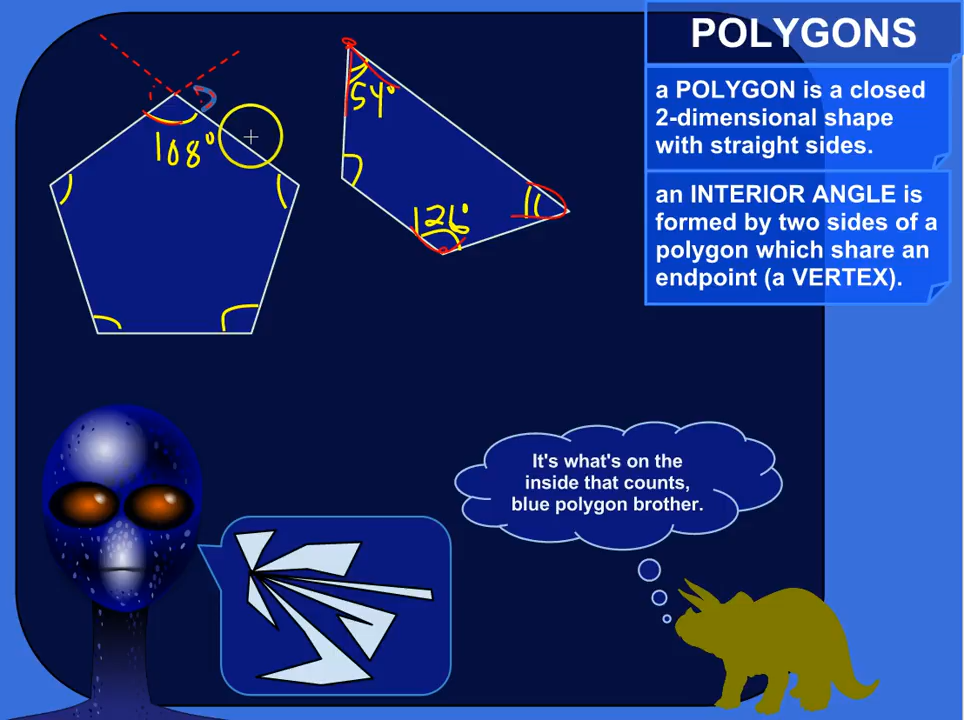 POLYGONS
a POLYGON is a closed
2-dimensional shape
with straight sides.
an INTERIOR ANGLE is
formed by two sides of a
polygon which share an
endpoint (a VERTEX).
108°
54°
126°
It's what's on the
inside that counts,
blue polygon brother.